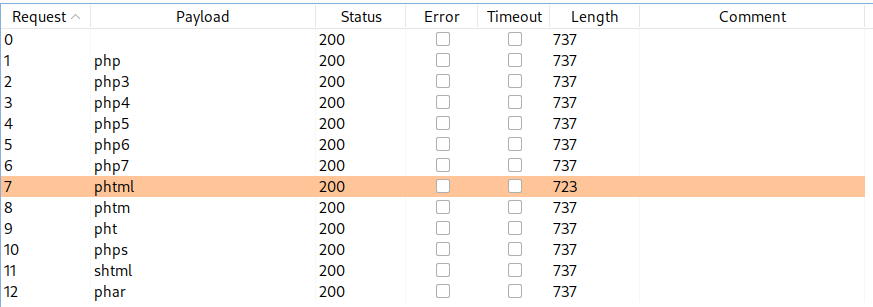 Request Payload Status Error Timeout Length Comment
0 200 737
1 php 200 737
2 php3 200 737
3 php4 200 737
4 php5 200 737
5 php6 200 737
6 php7 200 737
7 phtml 200 723
8 phtm 200 737
9 pht 200 737
10 phps 200 737
11 shtml 200 737
12 phar 200 737